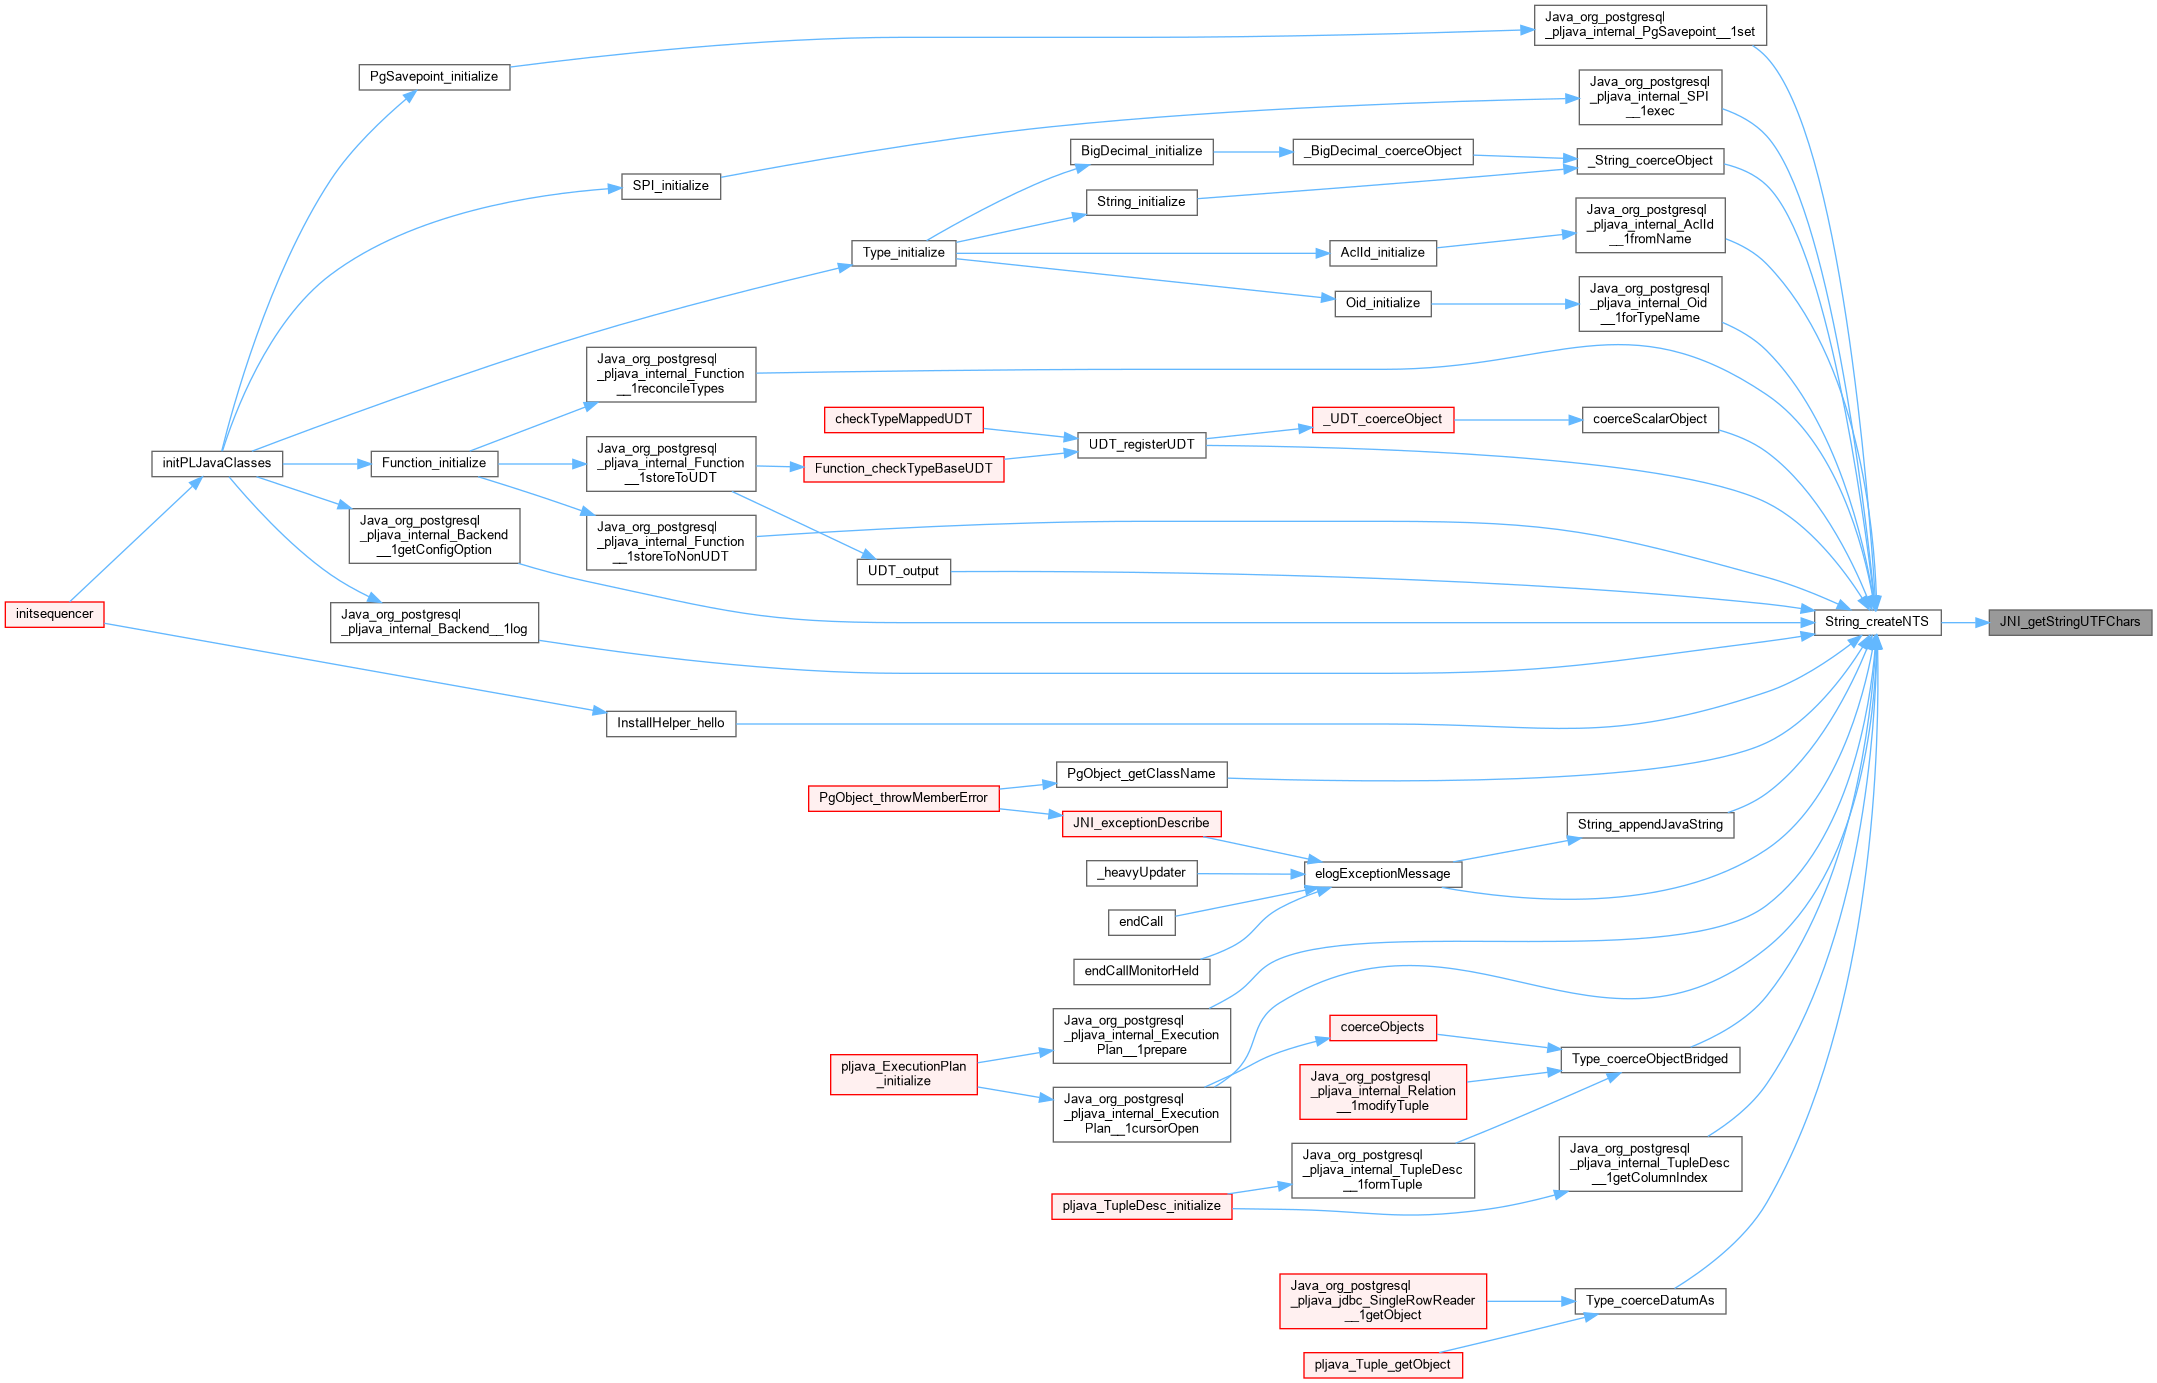 Java_org_postgresql
_pljava_internal_PgSavepoint__1set
PgSavepoint_initialize
Java_org_postgresql
_pljava_internal_SPI
__1exec
BigDecimal_initialize
_BigDecimal_coerceObject
_String_coerceObject
SPI_initialize
String_initialize
Java_org_postgresql
_pljava_internal_AclId
__1fromName
Type_initialize
AclId_initialize
Oid_initialize
Java_org_postgresql
_pljava_internal_Oid
__1forTypeName
Java_org_postgresql
_pljava_internal_Function
__1reconcileTypes
checkTypeMappedUDT
_UDT_coerceObject
coerceScalarObject
UDT_registerUDT
initPLJavaClasses
Function_initialize
Java_org_postgresql
_pljava_internal_Function
__1storeToUDT
Function_checkTypeBaseUDT
Java_org_postgresql
_pljava_internal_Backend
__1getConfigOption
Java_org_postgresql
_pljava_internal_Function
__1storeToNonUDT
UDT_output
initsequencer
Java_org_postgresql
_pljava_internal_Backend__1log
String_createNTS
JNI_getStringUTFChars
InstallHelper_hello
PgObject_getClassName
PgObject_throwMemberError
JNI_exceptionDescribe
String_appendJavaString
_heavyUpdater
elogExceptionMessage
endCall
endCallMonitorHeld
Java_org_postgresql
_pljava_internal_Execution
Plan__1prepare
coerceObjects
Type_coerceObjectBridged
pljava_ExecutionPlan
_initialize
Java_org_postgresql
_pljava_internal_Relation
__1modifyTuple
Java_org_postgresql
_pljava_internal_Execution
Plan__1cursorOpen
Java_org_postgresql
_pljava_internal_TupleDesc
__1formTuple
Java_org_postgresql
_pljava_internal_TupleDesc
__1getColumnIndex
pljava_TupleDesc_initialize
Java_org_postgresql
_pljava_jdbc_SingleRowReader
__1getObject
Type_coerceDatumAs
pljava_Tuple_getObject